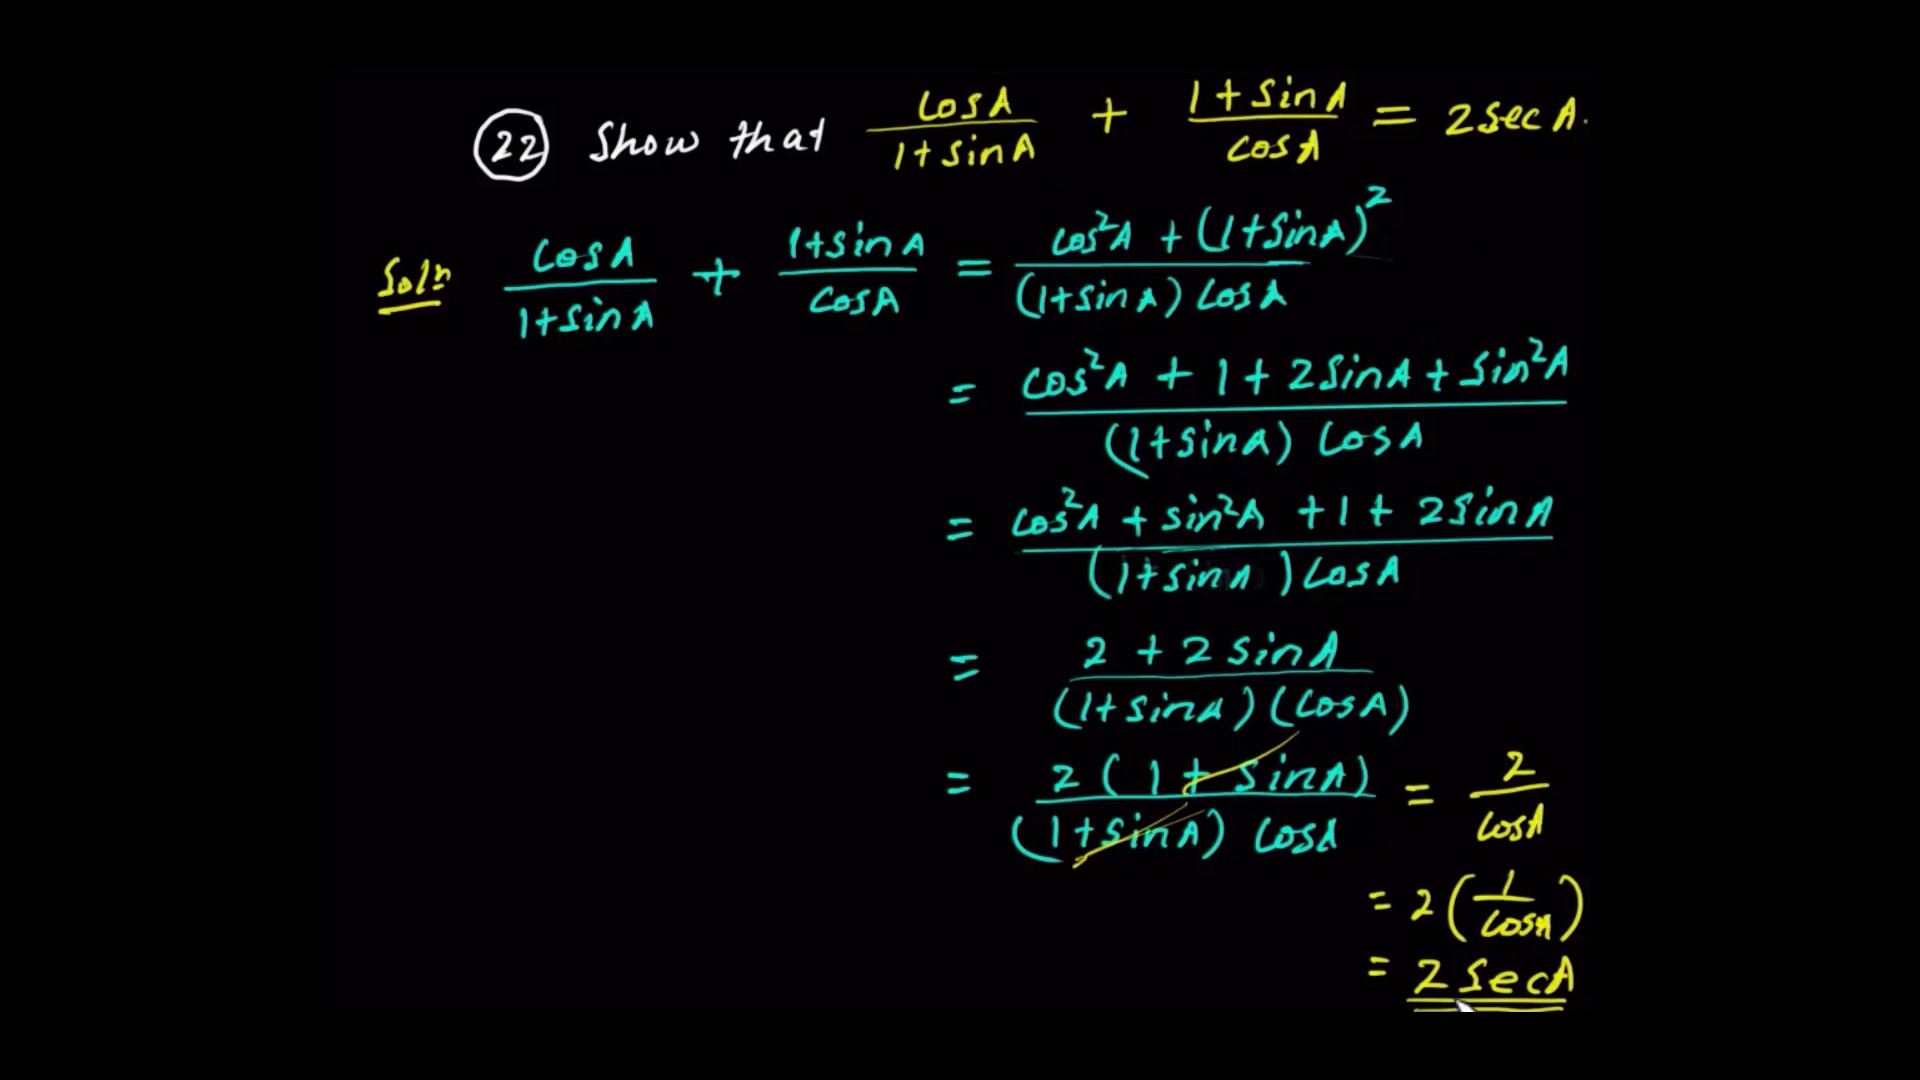 22 Show that cosA/(1+sinA) + (1+sinA)/cosA = 2secA.
Soln cosA/(1+sinA) + (1+sinA)/cosA = (cos²A + (1+sinA)²)/((1+sinA) cosA)
= (cos²A + 1 + 2sinA + sin²A)/((1+sinA) cosA)
= (cos²A + sin²A + 1 + 2sinA)/((1+sinA) cosA)
= (2 + 2sinA)/((1+sinA)(cosA))
= 2(1+sinA)/((1+sinA) cosA) = 2/cosA
= 2(1/cosA)
= 2secA